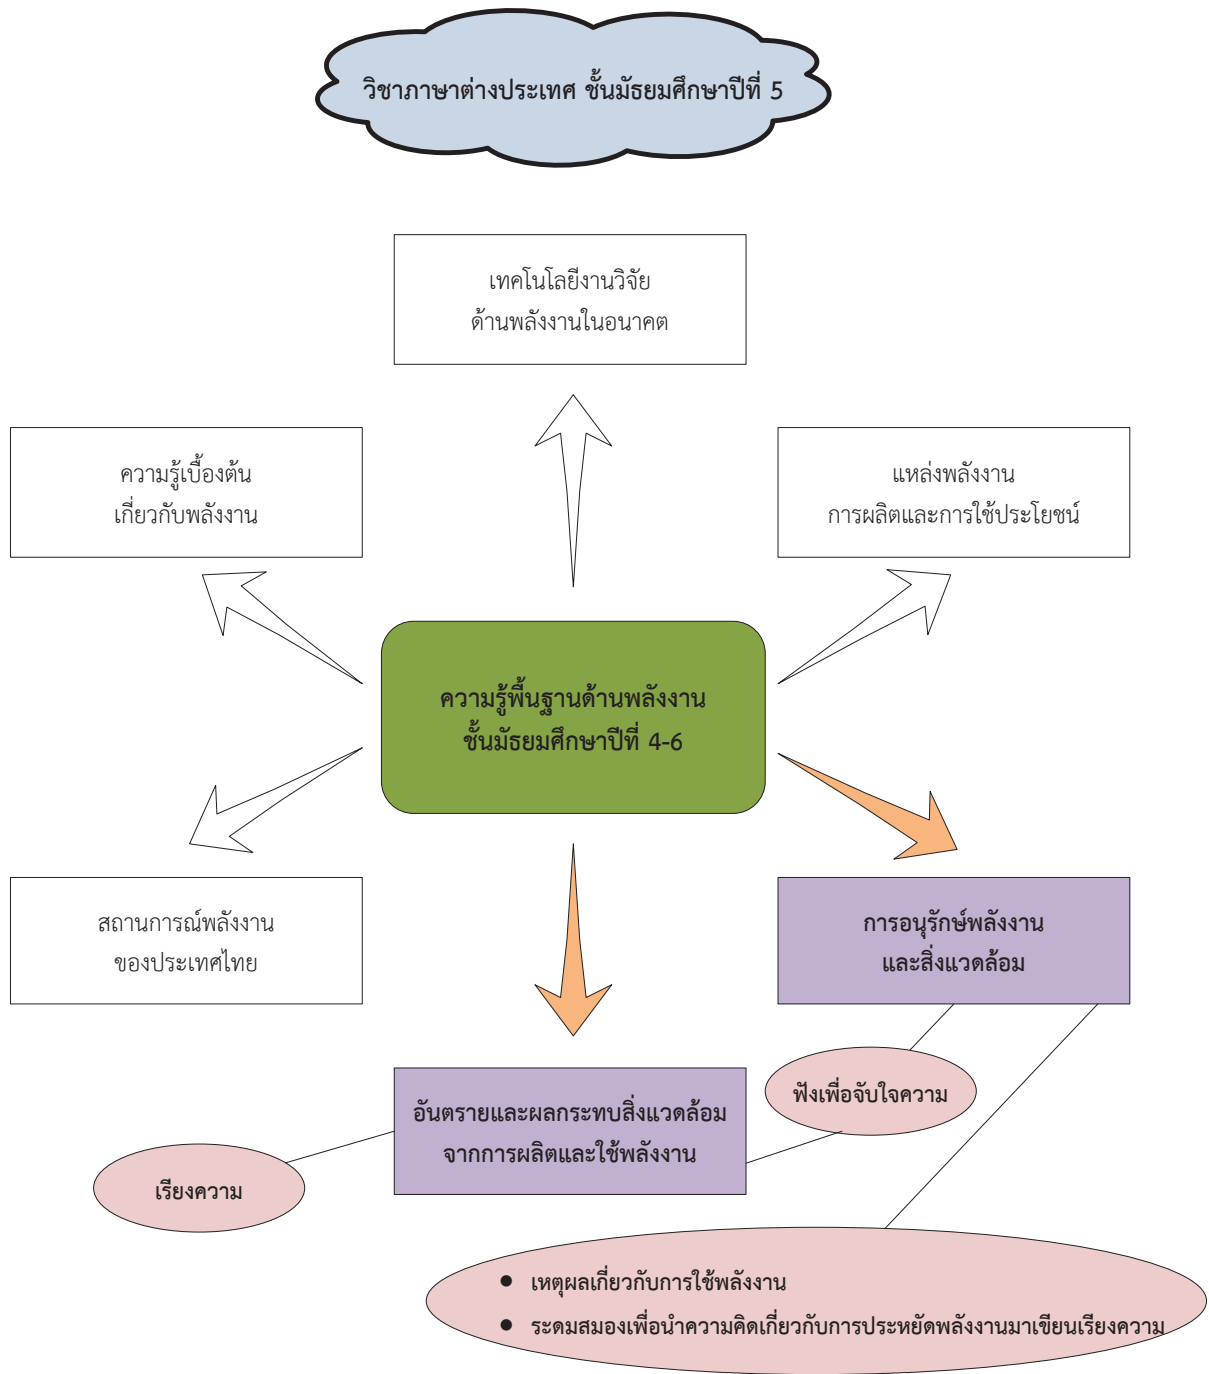 วิชาภาษาต่างประเทศ ชั้นมัธยมศึกษาปีที่ 5
เทคโนโลยีงานวิจัย
ด้านพลังงานในอนาคต
ความรู้เบื้องต้น
เกี่ยวกับพลังงาน
แหล่งพลังงาน
การผลิตและการใช้ประโยชน์
ความรู้พื้นฐานด้านพลังงาน
ชั้นมัธยมศึกษาปีที่ 4-6
สถานการณ์พลังงาน
ของประเทศไทย
การอนุรักษ์พลังงาน
และสิ่งแวดล้อม
ฟังเพื่อจับใจความ
อันตรายและผลกระทบสิ่งแวดล้อม
จากการผลิตและใช้พลังงาน
เรียงความ
● เหตุผลเกี่ยวกับการใช้พลังงาน
● ระดมสมองเพื่อนำความคิดเกี่ยวกับการประหยัดพลังงานมาเขียนเรียงความ